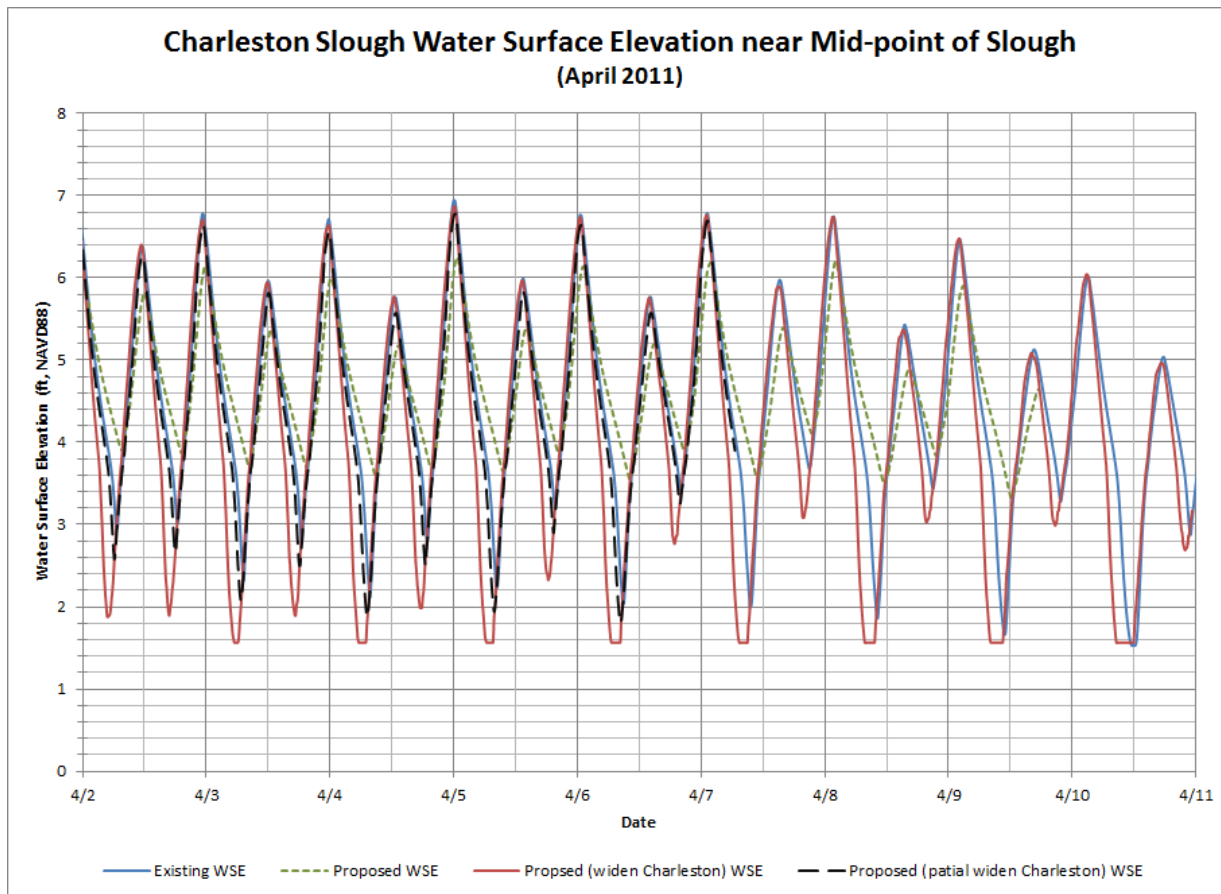 Charleston Slough Water Surface Elevation near Mid-point of Slough
(April 2011)
Water Surface Elevation (ft, NAVD88)
8
7
6
5
4
3
2
1
0
4/2 4/3 4/4 4/5 4/6 4/7 4/8 4/9 4/10 4/11
Date
Existing WSE Proposed WSE Propsed (widen Charleston) WSE Proposed (patial widen Charleston) WSE